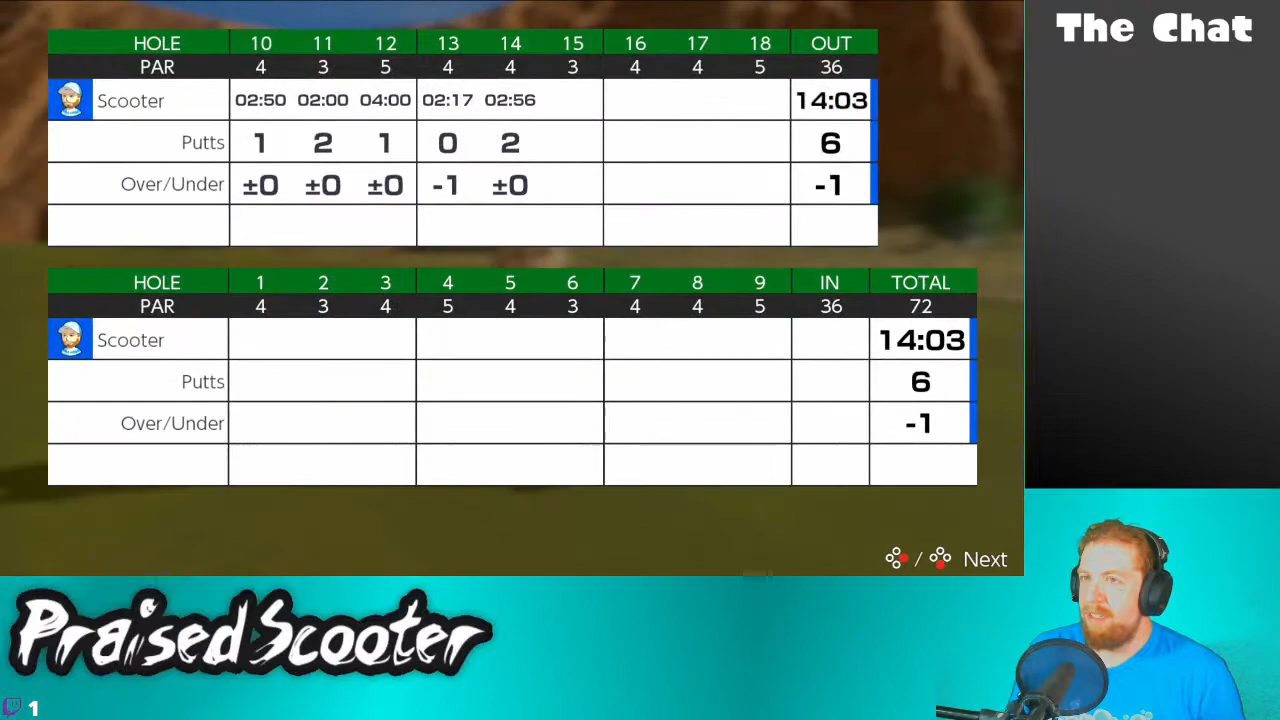 The Chat
HOLE 10 11 12 13 14 15 16 17 18 OUT
PAR 4 3 5 4 4 3 4 4 5 36
Scooter 02:50 02:00 04:00 02:17 02:56 14:03
Putts 1 2 1 0 2 6
Over/Under ±0 ±0 ±0 -1 ±0 -1
HOLE 1 2 3 4 5 6 7 8 9 IN TOTAL
PAR 4 3 4 5 4 3 4 4 5 36 72
Scooter 14:03
Putts 6
Over/Under -1
/ Next
PraisedScooter
1